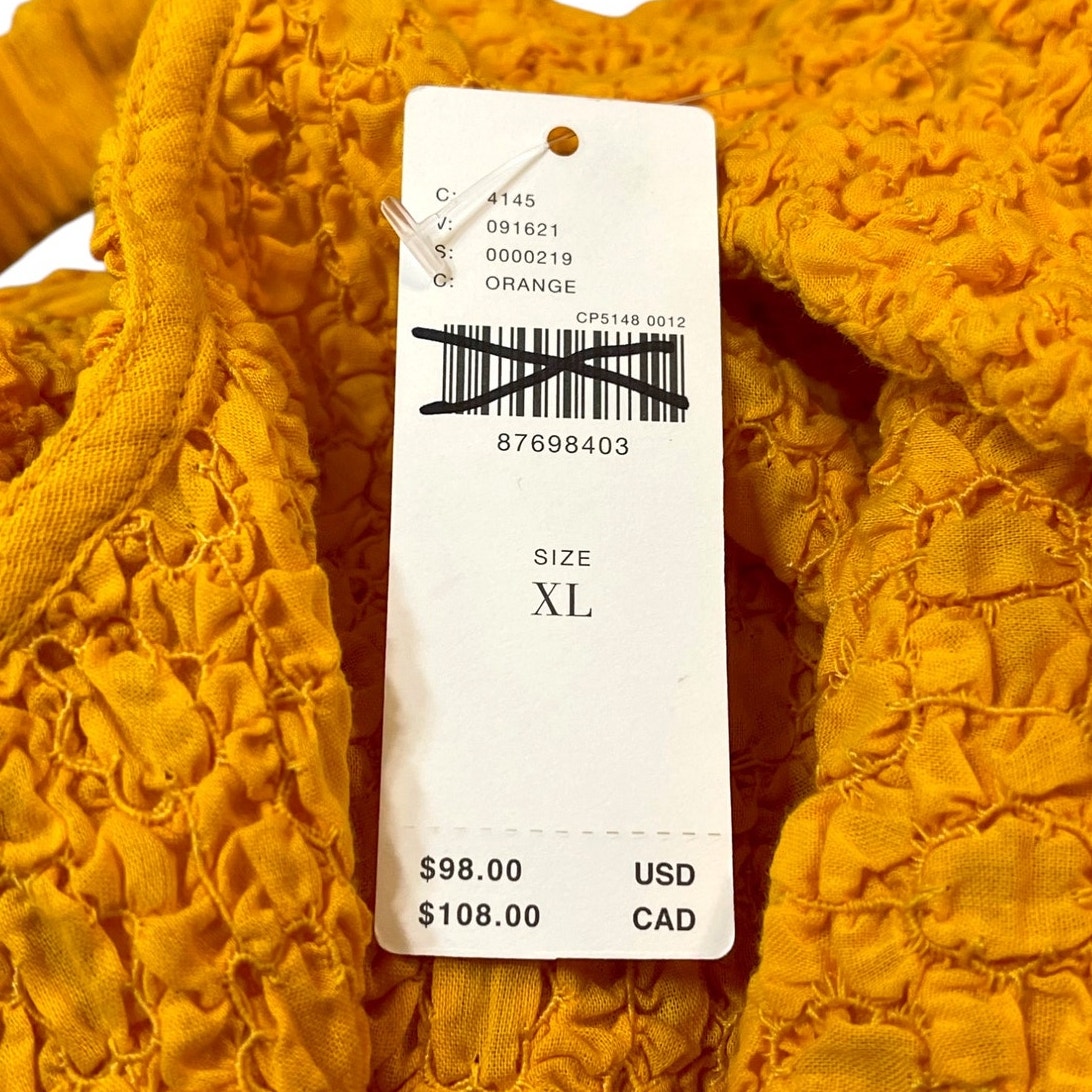 C: 4145
V: 091621
S: 0000219
C: ORANGE
CP5148 0012
87698403
SIZE
XL
$98.00 USD
$108.00 CAD